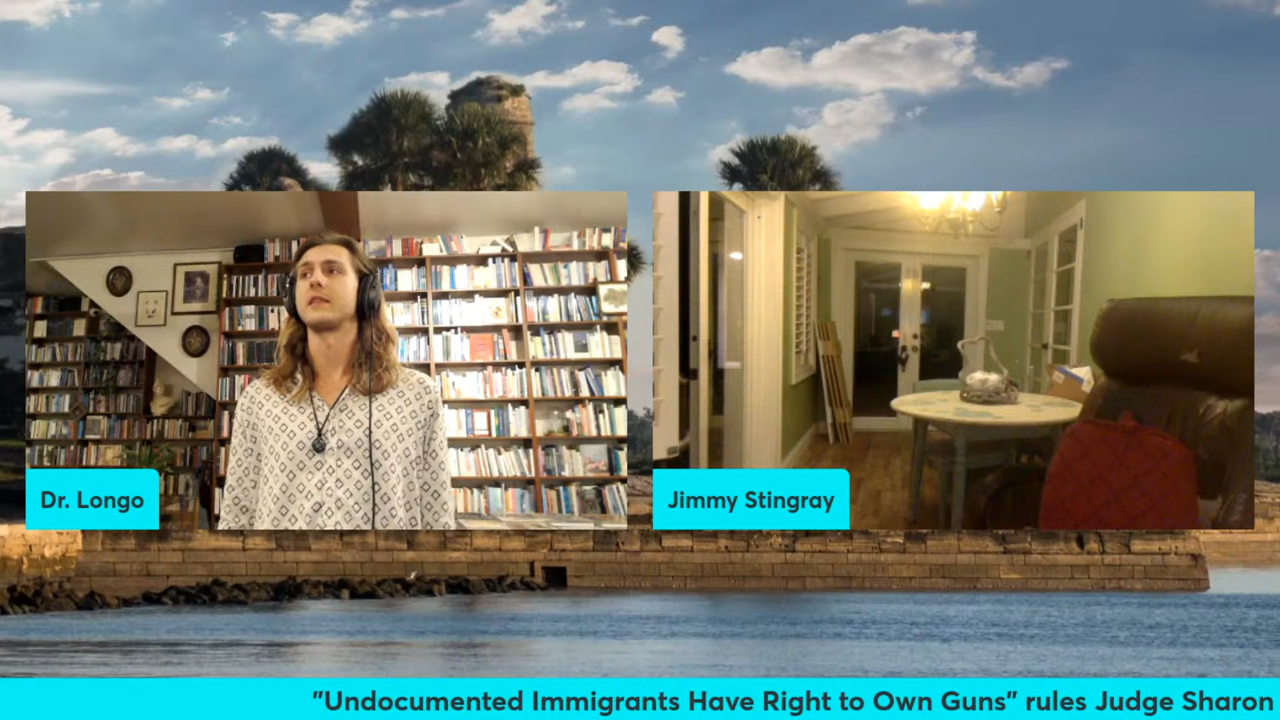 Dr. Longo
Jimmy Stingray
"Undocumented Immigrants Have Right to Own Guns" rules Judge Sharon